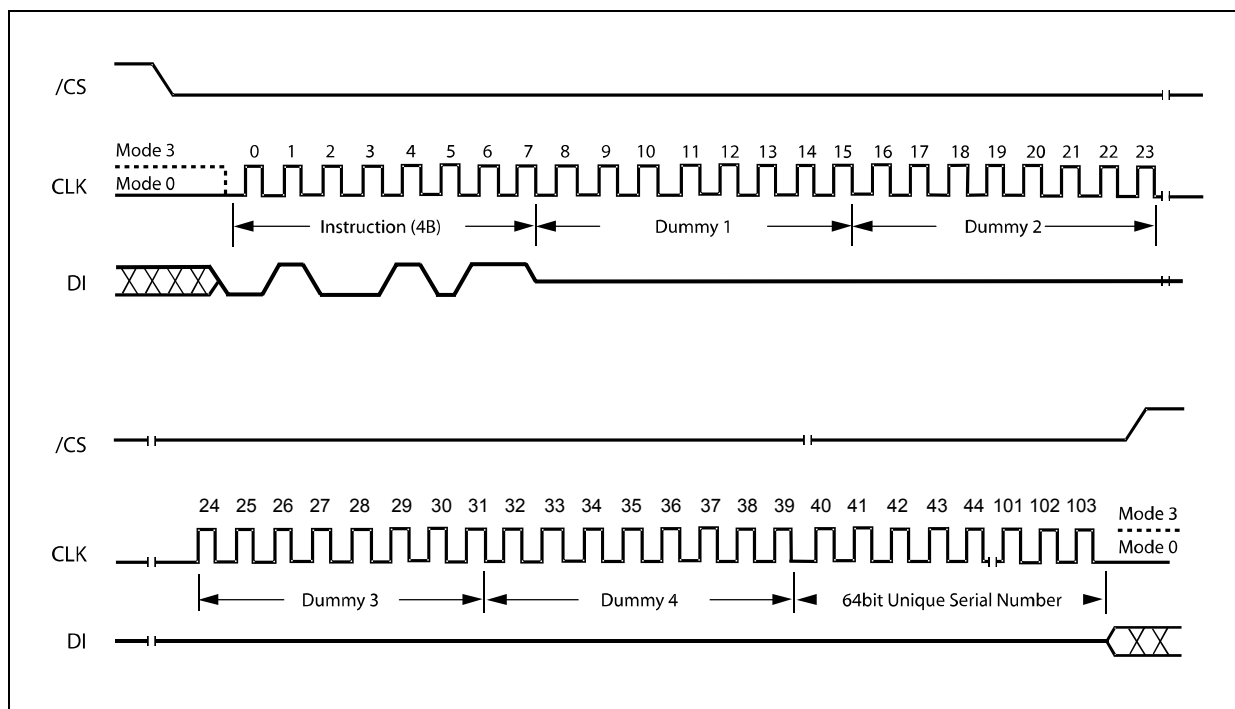 /CS
Mode 3
0 1 2 3 4 5 6 7 8 9 10 11 12 13 14 15 16 17 18 19 20 21 22 23
CLK
Mode 0
Instruction (4B) Dummy 1 Dummy 2
DI
/CS
24 25 26 27 28 29 30 31 32 33 34 35 36 37 38 39 40 41 42 43 44 101 102 103
Mode 3
CLK
Mode 0
Dummy 3 Dummy 4 64bit Unique Serial Number
DI